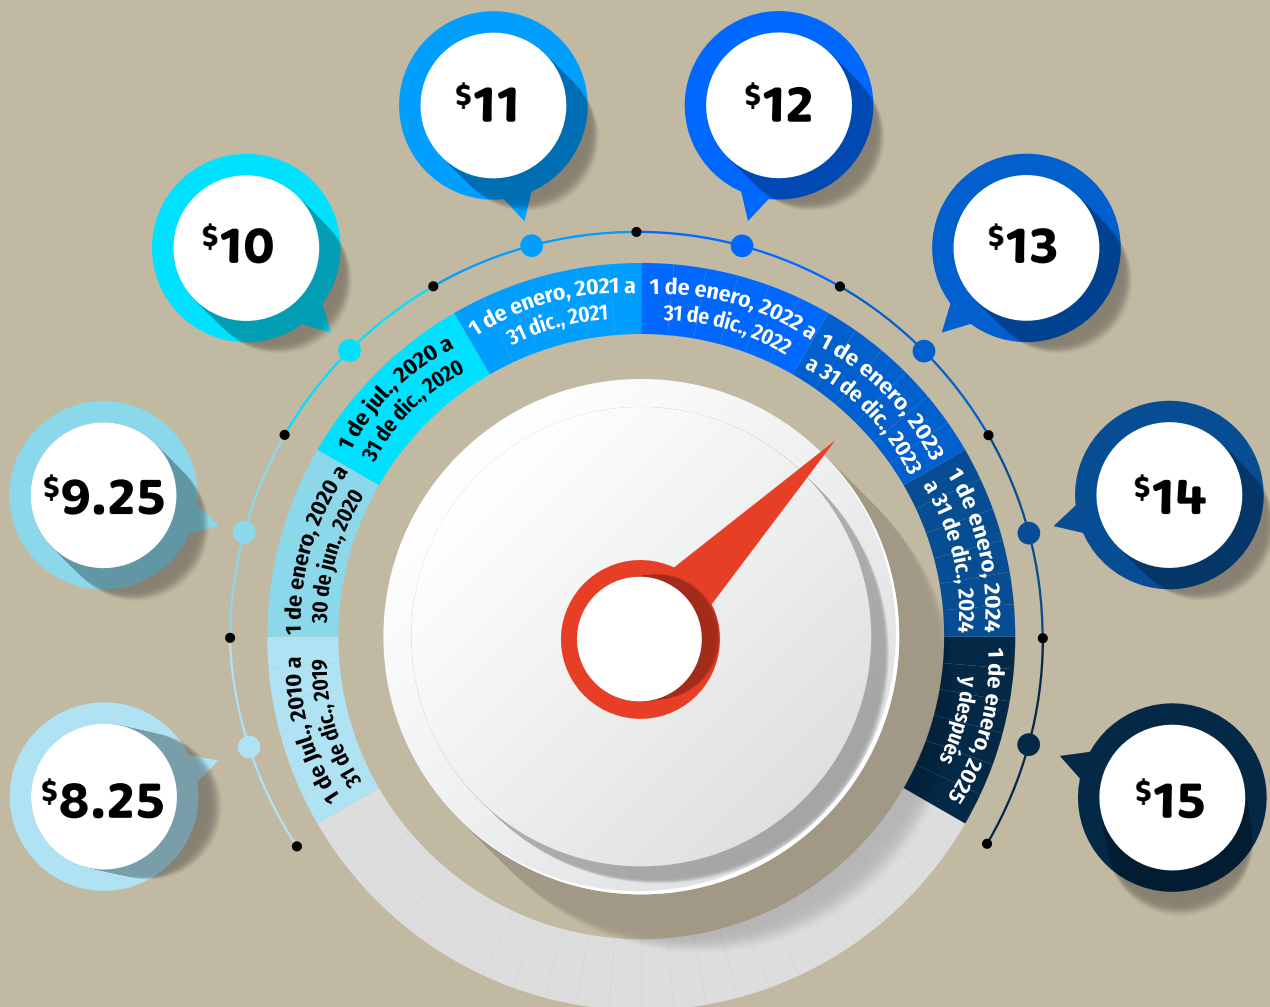 $8.25
1 de Jul., 2010 a
31 de dic., 2019
$9.25
1 de enero, 2020 a
30 de jun., 2020
$10
1 de jul., 2020 a
31 de dic., 2020
$11
1 de enero, 2021 a
31 dic., 2021
$12
1 de enero, 2022 a
31 de dic., 2022
$13
1 de enero, 2023
a 31 de dic., 2023
$14
1 de enero, 2024
a 31 de dic., 2024
$15
1 de enero, 2025
y después